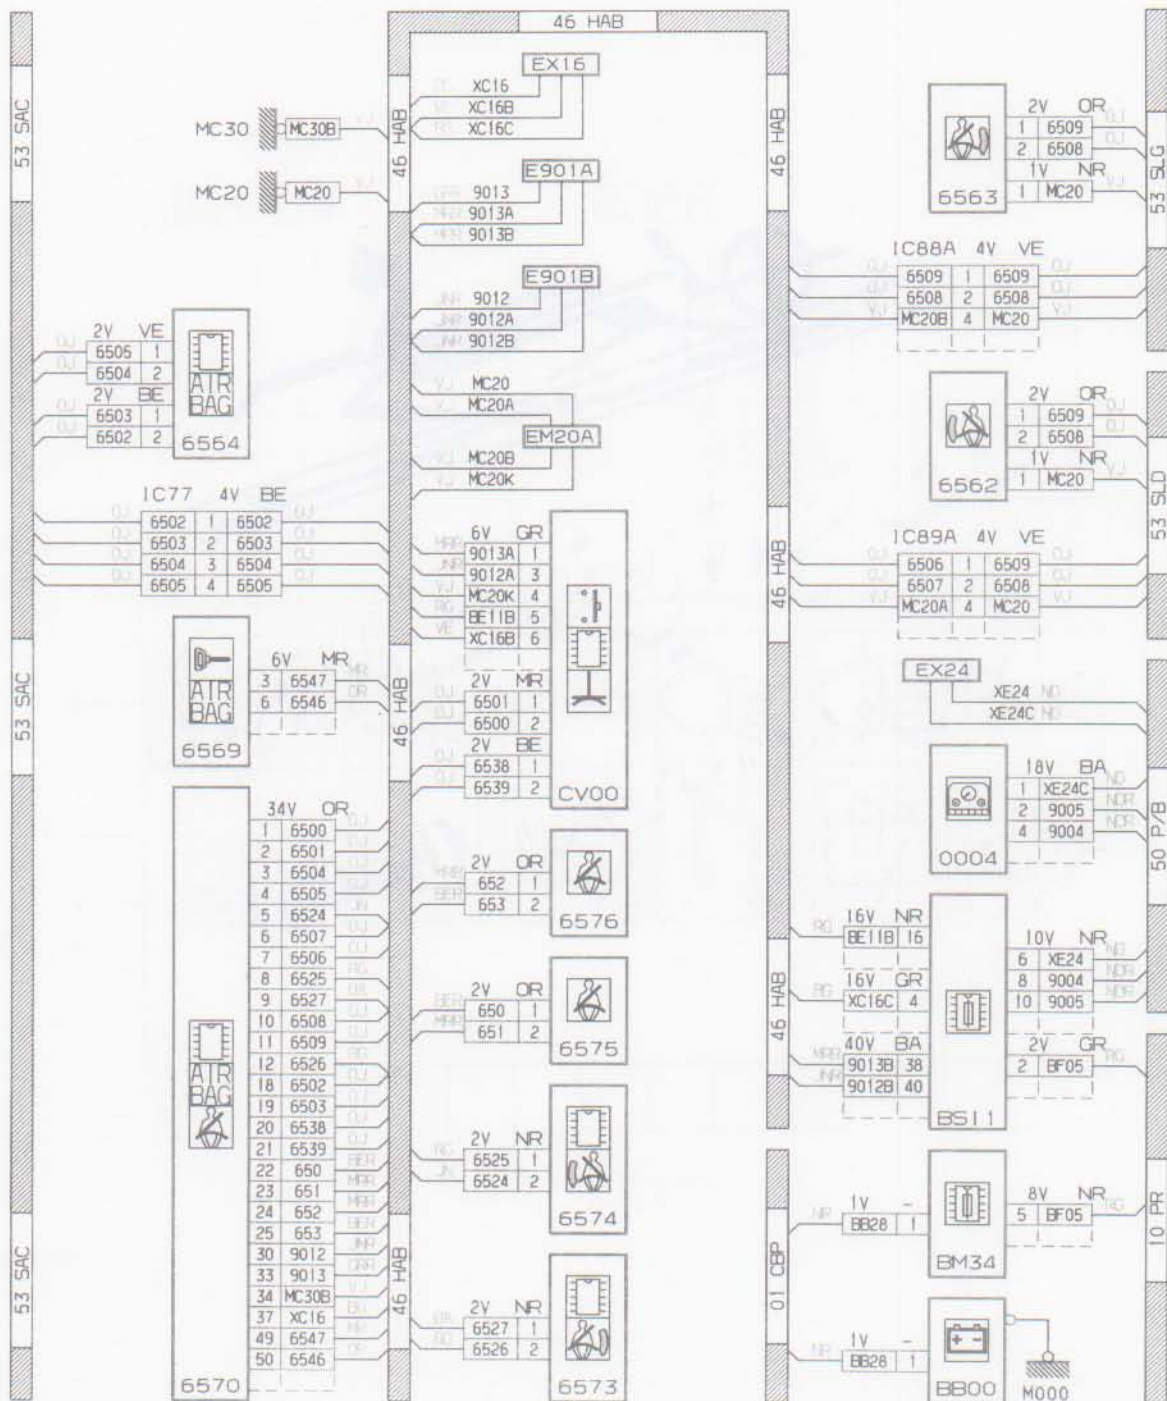 46 HAB
53 SAC
MC30
MC30B
MC20
MC20
46 HAB
EX16
XC16
XC16B
XC16C
E901A
9013
9013A
9013B
E901B
9012
9012A
9012B
MC20
MC20A
EM20A
MC20B
MC20K
2V VE
6505 1
6504 2
2V BE
6503 1
6502 2
AIR
BAG
6564
IC77 4V BE
6502 1 6502
6503 2 6503
6504 3 6504
6505 4 6505
53 SAC
AIR
BAG
6569
6V MR
3 6547
6 6546
46 HAB
34V OR
1 6500
2 6501
3 6504
4 6505
5 6524
6 6507
7 6506
8 6525
9 6527
10 6508
11 6509
12 6526
18 6502
19 6503
20 6538
21 6539
22 650
23 651
24 652
25 653
30 9012
33 9013
34 MC30B
37 XC16
49 6547
50 6546
AIR
BAG
6570
53 SAC
46 HAB
6V GR
9013A 1
9012A 3
MC20K 4
BE11B 5
XC16B 6
2V MR
6501 1
6500 2
2V BE
6538 1
6539 2
CV00
2V OR
652 1
653 2
6576
2V OR
650 1
651 2
6575
2V NR
6525 1
6524 2
6574
2V NR
6527 1
6526 2
6573
46 HAB
6563
2V OR
1 6509
2 6508
1V NR
1 MC20
53 SLG
IC88A 4V VE
6509 1 6509
6508 2 6508
MC20B 4 MC20
6562
2V OR
1 6509
2 6508
1V NR
1 MC20
53 SLD
46 HAB
IC89A 4V VE
6506 1 6509
6507 2 6508
MC20A 4 MC20
EX24
XE24
XE24C
0004
18V BA
1 XE24C
2 9005
4 9004
50 P/B
46 HAB
16V NR
BE11B 16
16V GR
XC16C 4
40V BA
9013B 38
9012B 40
BSI1
10V NR
6 XE24
8 9004
10 9005
2V GR
2 BF05
01 CBP
1V -
BB28 1
BM34
8V NR
5 BF05
10 PR
1V -
BB28 1
BB00
M000